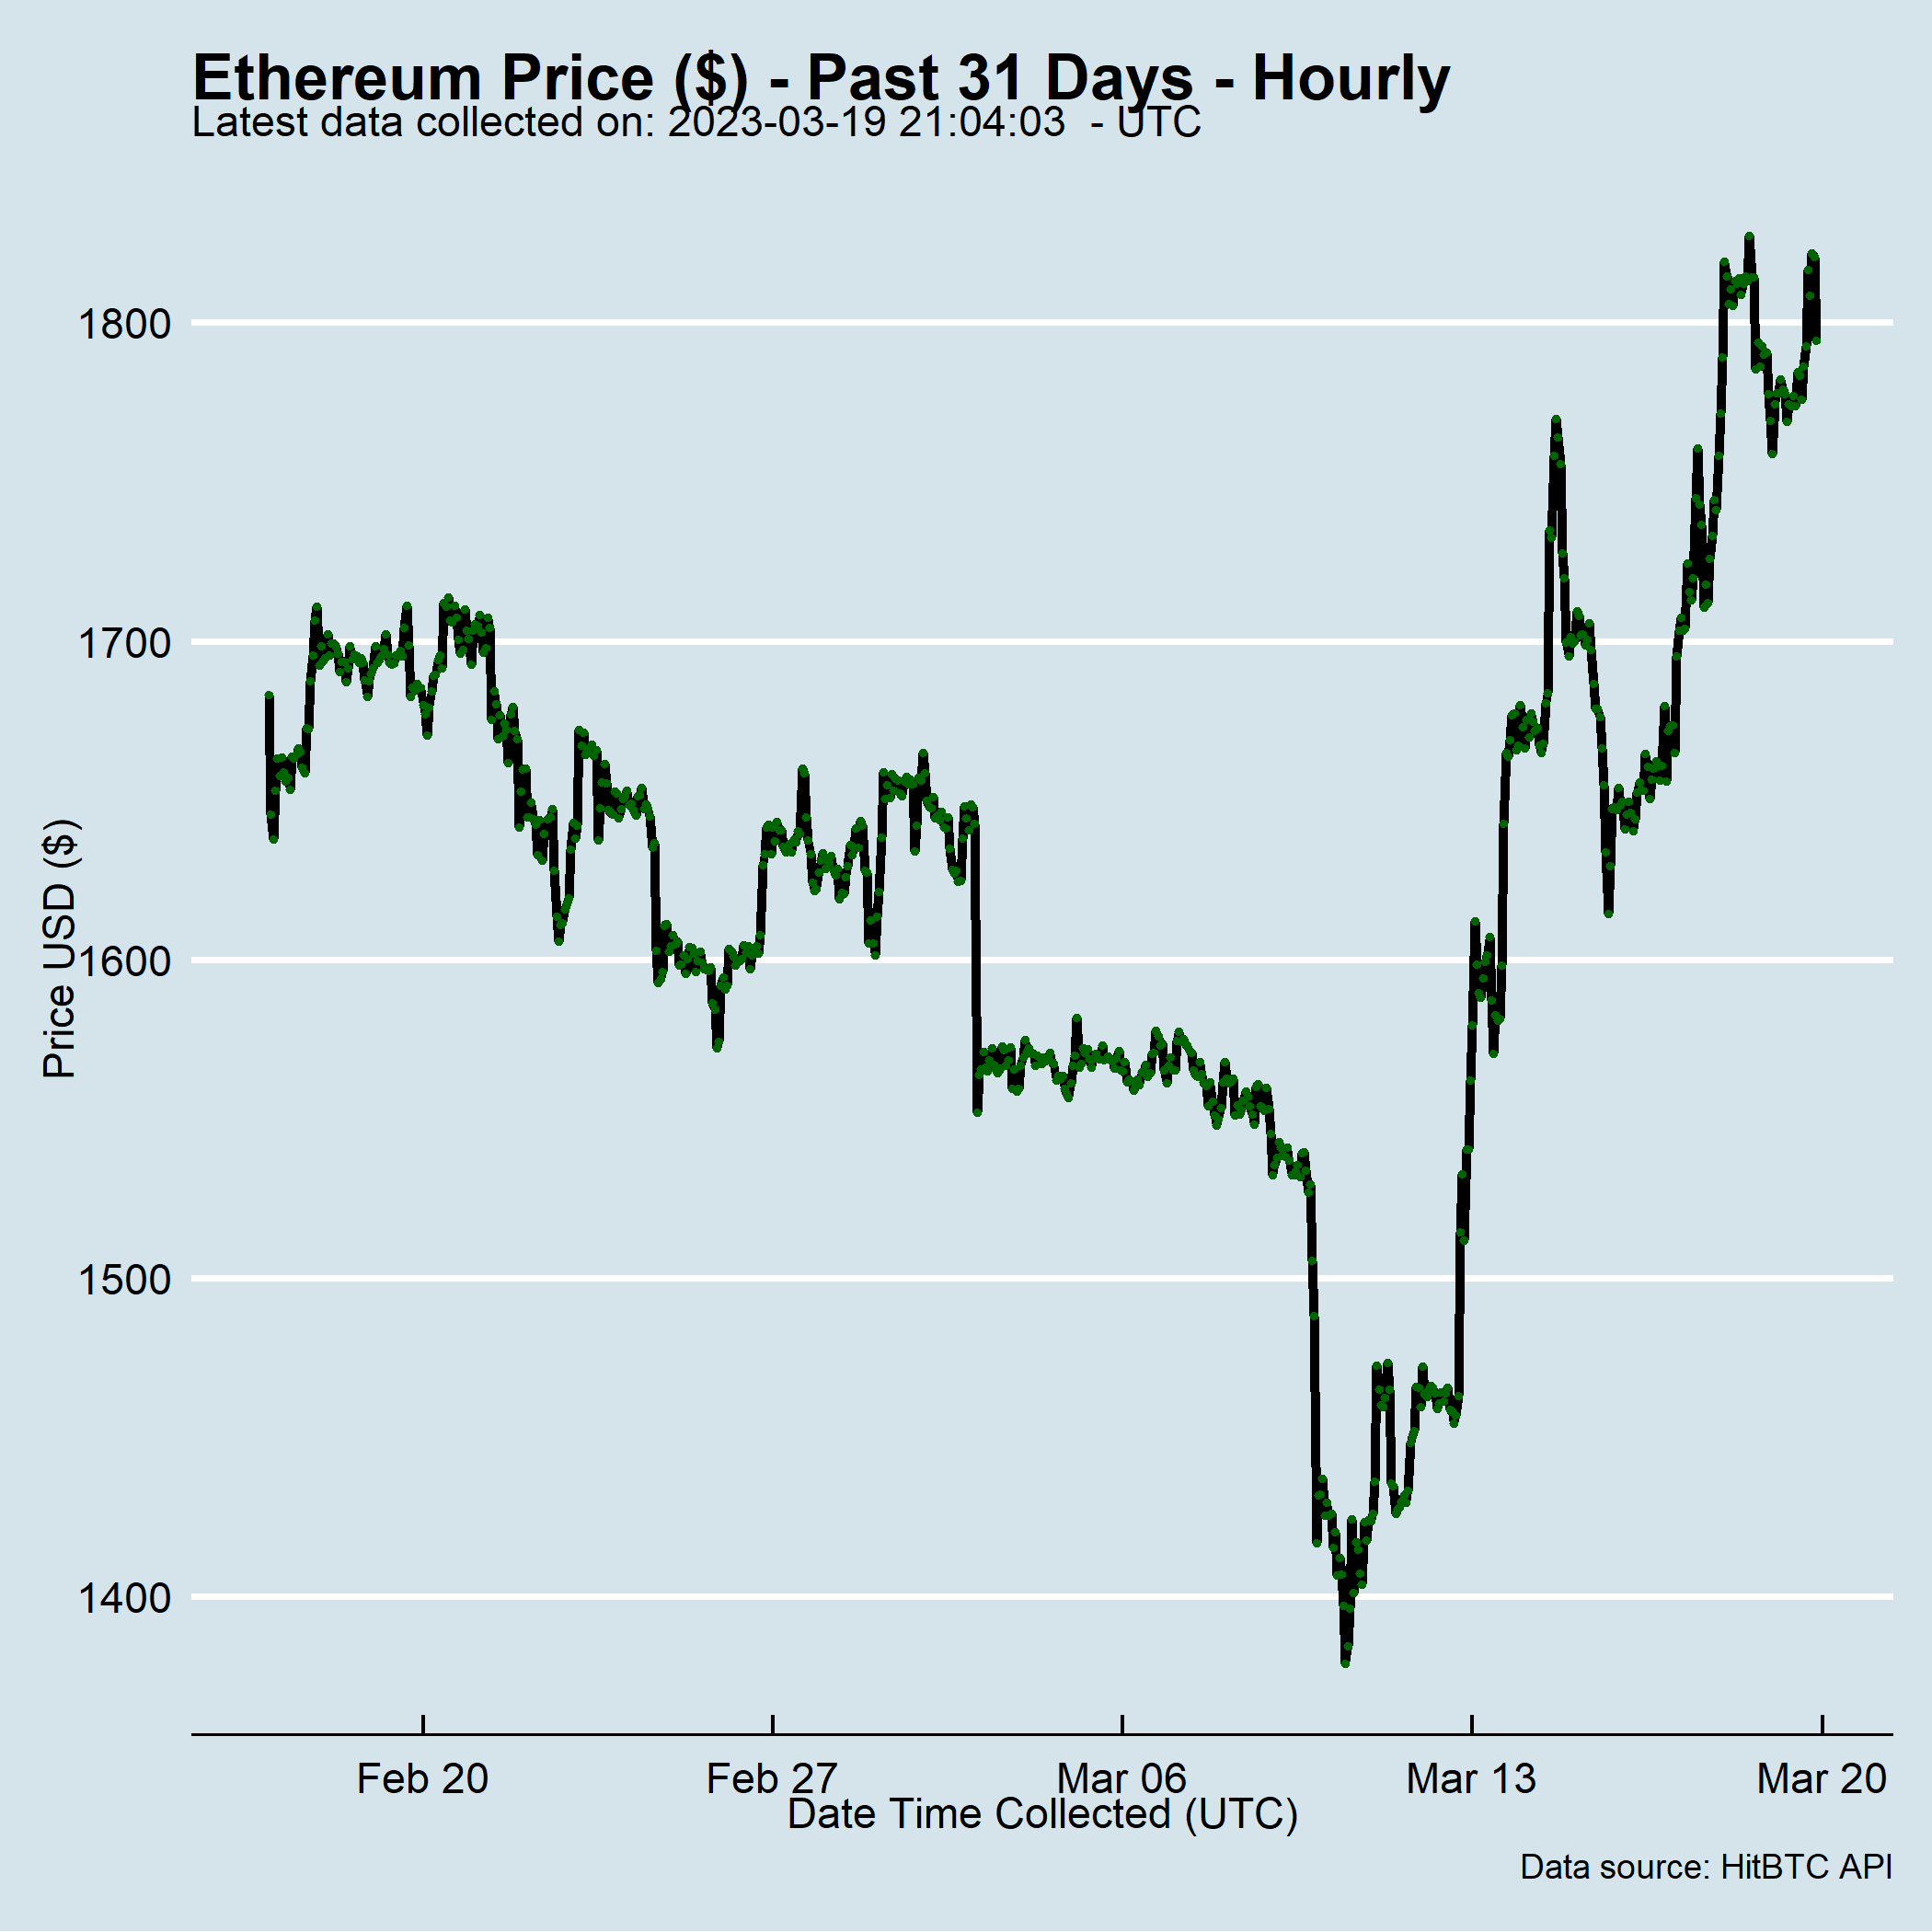 Ethereum Price ($) - Past 31 Days - Hourly
Latest data collected on: 2023-03-19 21:04:03  - UTC
Price USD ($)
1800
1700
1600
1500
1400
Feb 20
Feb 27
Mar 06
Mar 13
Mar 20
Date Time Collected (UTC)
Data source: HitBTC API